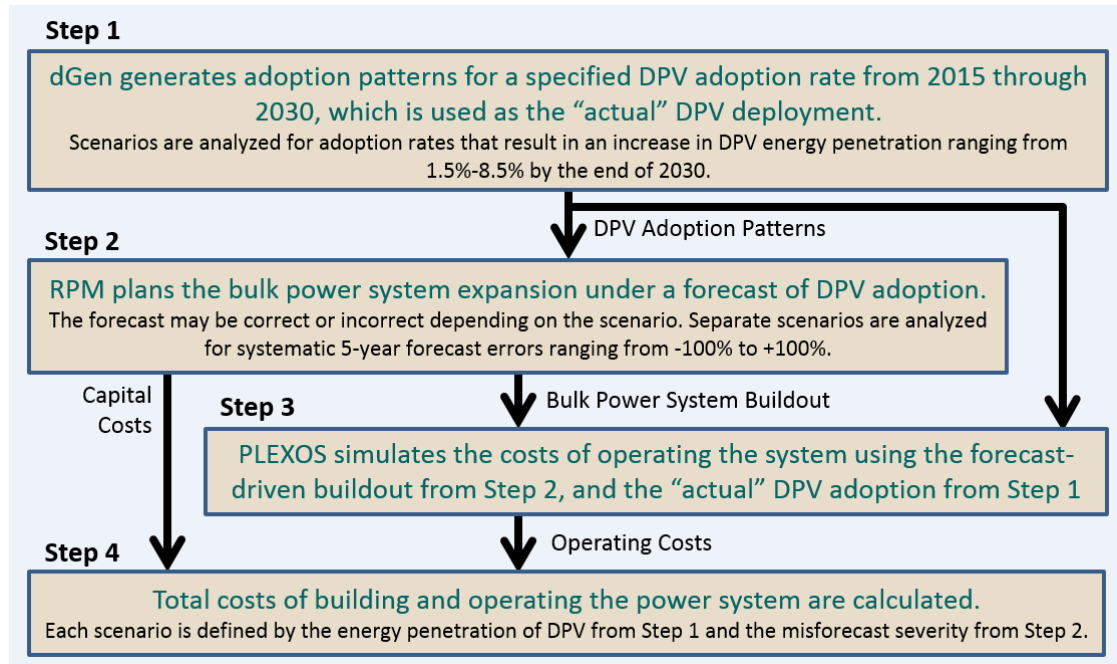 Step 1
dGen generates adoption patterns for a specified DPV adoption rate from 2015 through
2030, which is used as the “actual” DPV deployment.
Scenarios are analyzed for adoption rates that result in an increase in DPV energy penetration ranging from
1.5%-8.5% by the end of 2030.
DPV Adoption Patterns
Step 2
RPM plans the bulk power system expansion under a forecast of DPV adoption.
The forecast may be correct or incorrect depending on the scenario. Separate scenarios are analyzed
for systematic 5-year forecast errors ranging from -100% to +100%.
Capital
Costs
Bulk Power System Buildout
Step 3
PLEXOS simulates the costs of operating the system using the forecast-
driven buildout from Step 2, and the “actual” DPV adoption from Step 1
Operating Costs
Step 4
Total costs of building and operating the power system are calculated.
Each scenario is defined by the energy penetration of DPV from Step 1 and the misforecast severity from Step 2.